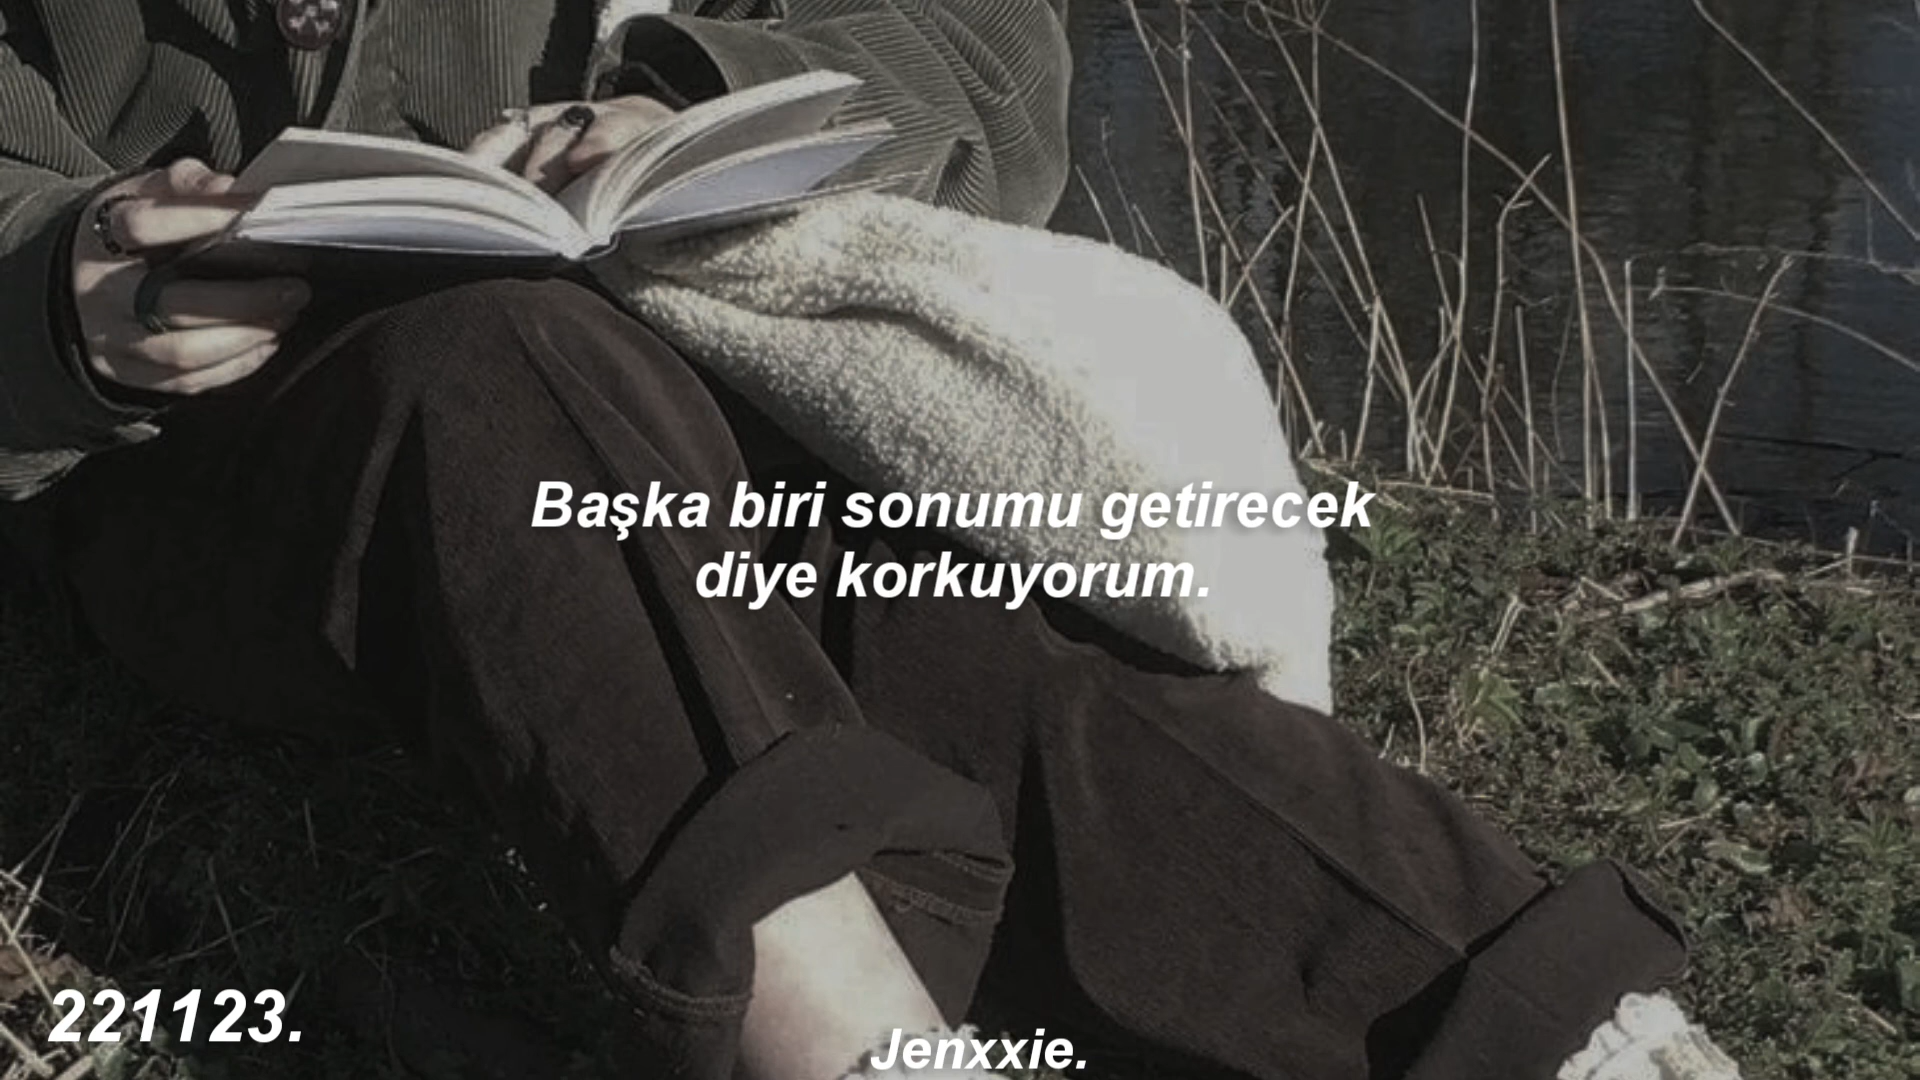 Başka biri sonumu getirecek
diye korkuyorum.
221123.
Jenxxie.